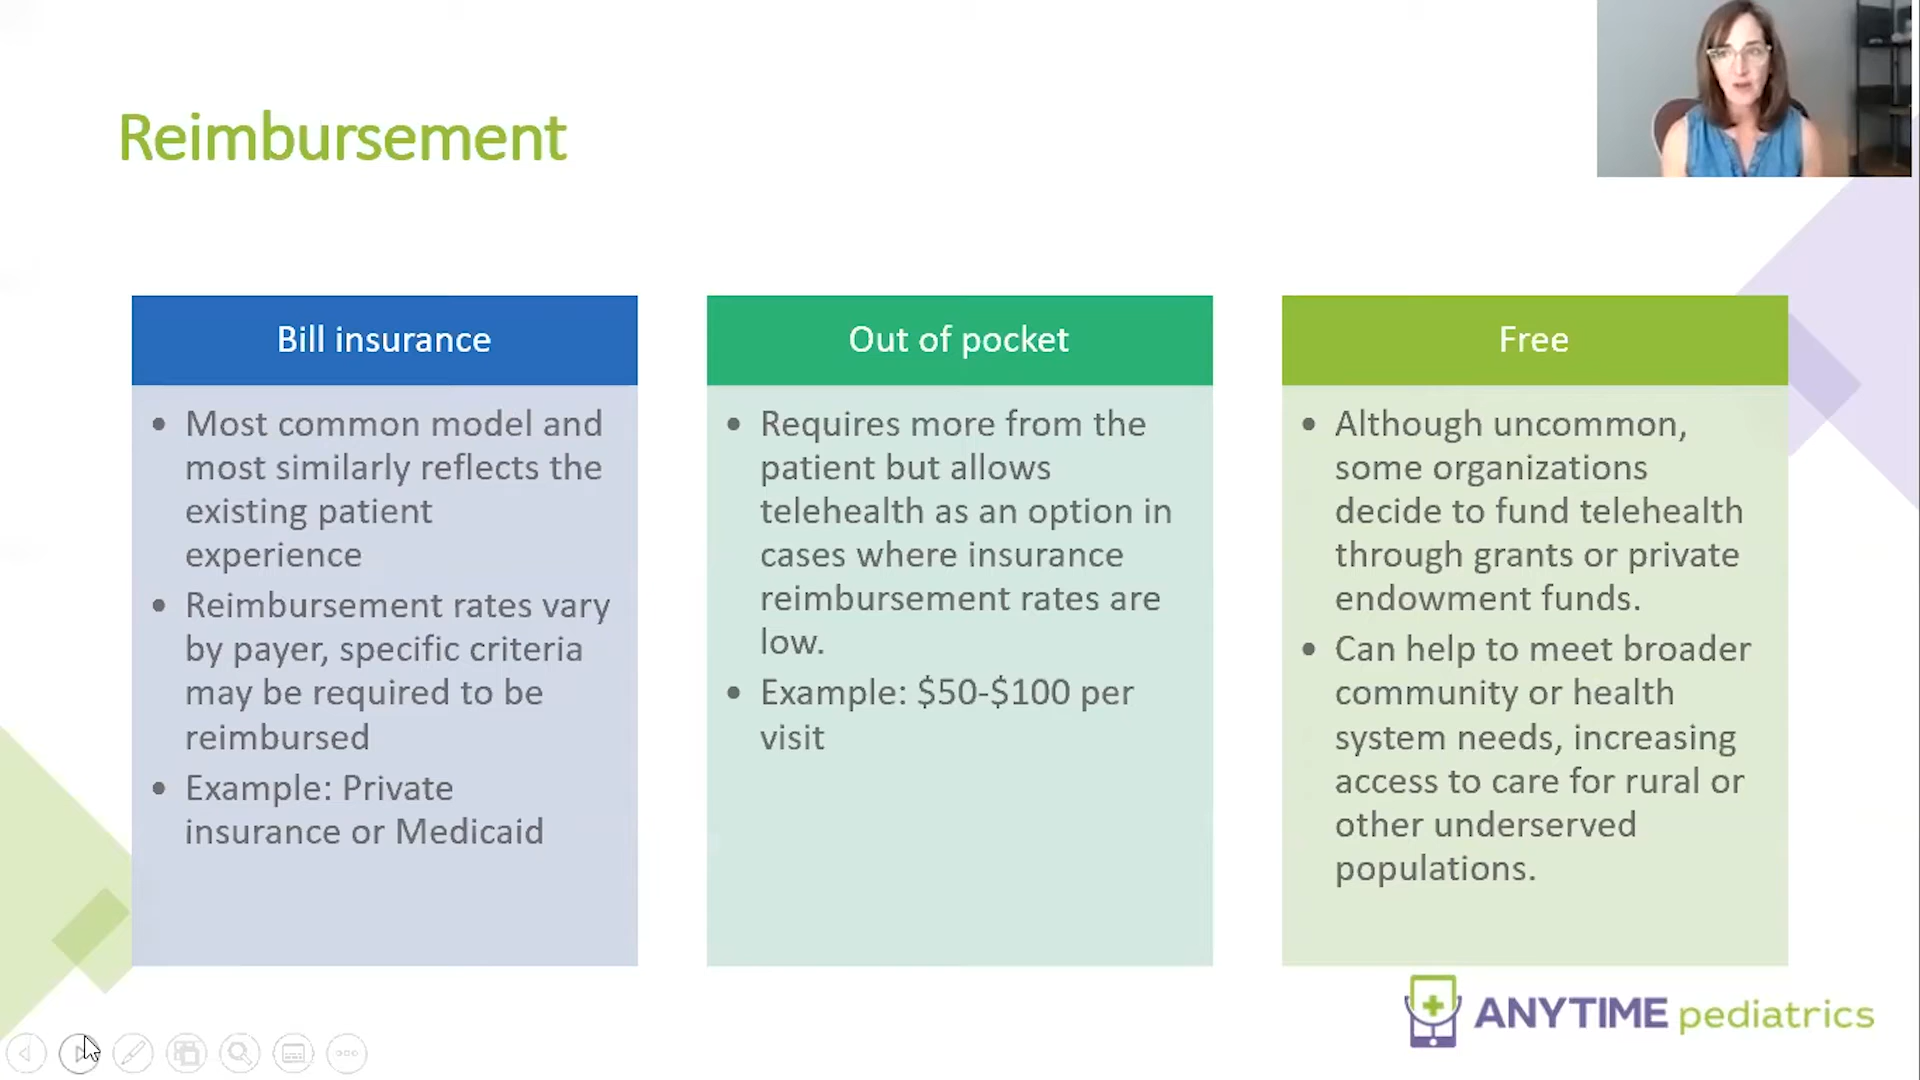 Reimbursement
Bill insurance
• Most common model and
most similarly reflects the
existing patient
experience
• Reimbursement rates vary
by payer, specific criteria
may be required to be
reimbursed
• Example: Private
insurance or Medicaid
Out of pocket
• Requires more from the
patient but allows
telehealth as an option in
cases where insurance
reimbursement rates are
low.
• Example: $50-$100 per
visit
Free
• Although uncommon,
some organizations
decide to fund telehealth
through grants or private
endowment funds.
• Can help to meet broader
community or health
system needs, increasing
access to care for rural or
other underserved
populations.
ANYTIME pediatrics